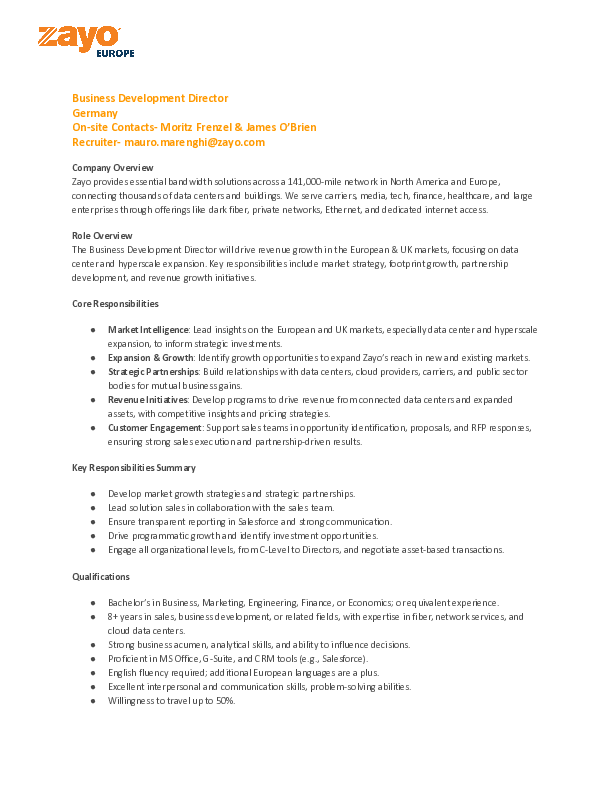 zayo
EUROPE
Business Development Director
Germany
On-site Contacts- Moritz Frenzel & James O'Brien
Recruiter- mauro.marenghi@zayo.com
Company Overview
Zayo provides essential bandwidth solutions across a 141,000-mile network in North America and Europe,
connecting thousands of data centers and buildings. We serve carriers, media, tech, finance, healthcare, and large
enterprises through offerings like dark fiber, private networks, Ethernet, and dedicated internet access.
Role Overview
The Business Development Director will drive revenue growth in the European & UK markets, focusing on data
center and hyperscale expansion. Key responsibilities include market strategy, footprint growth, partnership
development, and revenue growth initiatives.
Core Responsibilities
● Market Intelligence: Lead insights on the European and UK markets, especially data center and hyperscale
expansion, to inform strategic investments.
● Expansion & Growth: Identify growth opportunities to expand Zayo's reach in new and existing markets.
● Strategic Partnerships: Build relationships with data centers, cloud providers, carriers, and public sector
bodies for mutual business gains.
● Revenue Initiatives: Develop programs to drive revenue from connected data centers and expanded
assets, with competitive insights and pricing strategies.
● Customer Engagement: Support sales teams in opportunity identification, proposals, and RFP responses,
ensuring strong sales execution and partnership-driven results.
Key Responsibilities Summary
● Develop market growth strategies and strategic partnerships.
● Lead solution sales in collaboration with the sales team.
● Ensure transparent reporting in Salesforce and strong communication.
● Drive programmatic growth and identify investment opportunities.
● Engage all organizational levels, from C-Level to Directors, and negotiate asset-based transactions.
Qualifications
● Bachelor's in Business, Marketing, Engineering, Finance, or Economics; or equivalent experience.
● 8+ years in sales, business development, or related fields, with expertise in fiber, network services, and
cloud data centers.
● Strong business acumen, analytical skills, and ability to influence decisions.
● Proficient in MS Office, G-Suite, and CRM tools (e.g., Salesforce).
● English fluency required; additional European languages are a plus.
● Excellent interpersonal and communication skills, problem-solving abilities.
● Willingness to travel up to 50%.